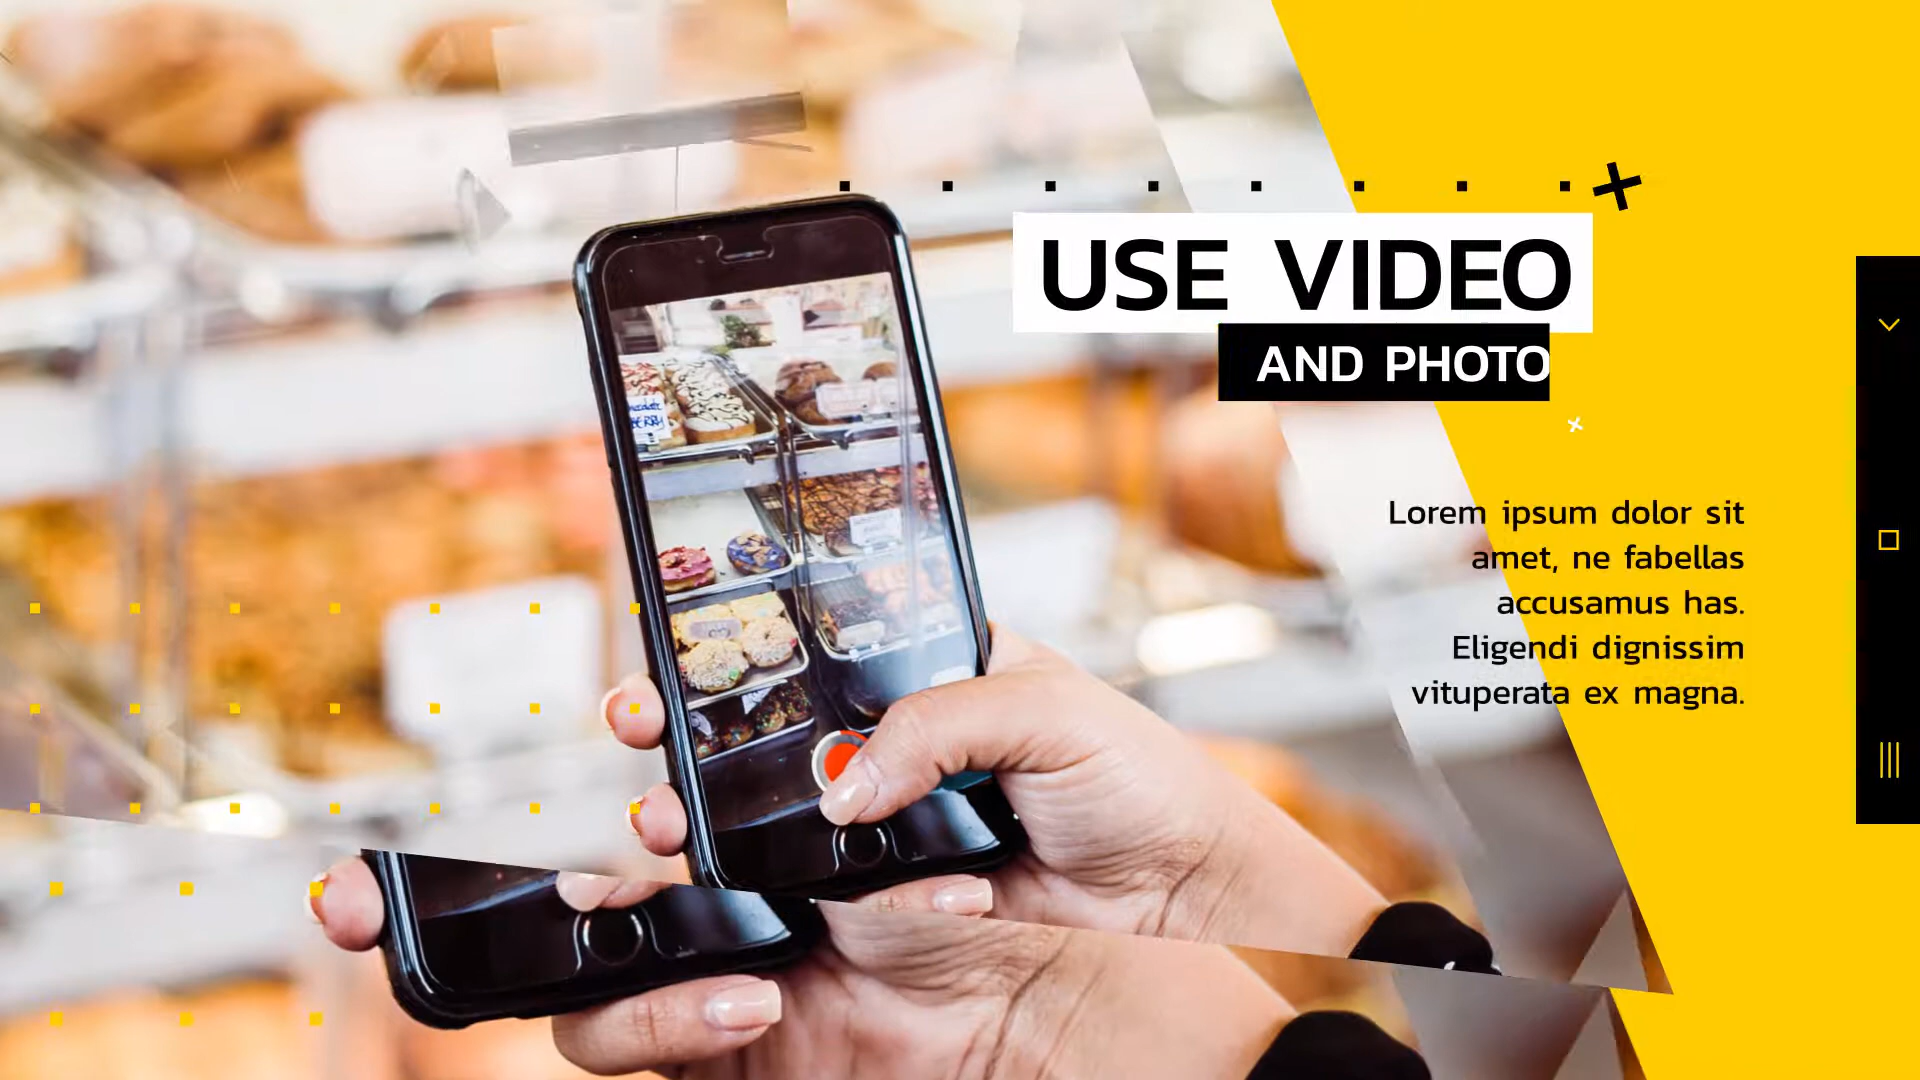 USE VIDEO
AND PHOTO
Lorem ipsum dolor sit
amet, ne fabellas
accusamus has.
Eligendi dignissim
vituperata ex magna.